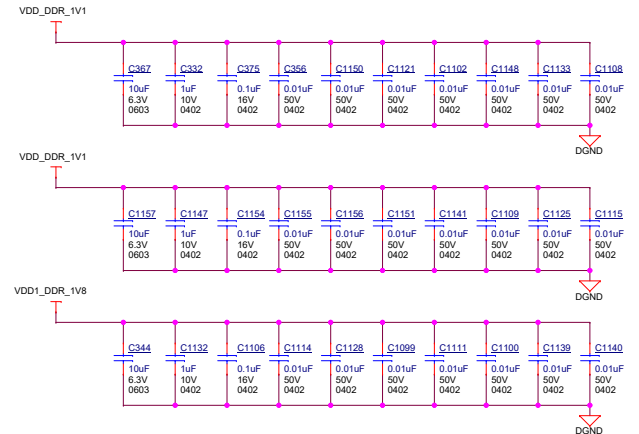 VDD_DDR_1V1
C367 C332 C375 C356 C1150 C1121 C1102 C1148 C1133 C1108
10uF 1uF 0.1uF 0.01uF 0.01uF 0.01uF 0.01uF 0.01uF 0.01uF 0.01uF
6.3V 10V 16V 50V 50V 50V 50V 50V 50V 50V
0603 0402 0402 0402 0402 0402 0402 0402 0402 0402
DGND
VDD_DDR_1V1
C1157 C1147 C1154 C1155 C1156 C1151 C1141 C1109 C1125 C1115
10uF 1uF 0.1uF 0.01uF 0.01uF 0.01uF 0.01uF 0.01uF 0.01uF 0.01uF
6.3V 10V 16V 50V 50V 50V 50V 50V 50V 50V
0603 0402 0402 0402 0402 0402 0402 0402 0402 0402
DGND
VDD1_DDR_1V8
C344 C1132 C1106 C1114 C1128 C1099 C1111 C1100 C1139 C1140
10uF 1uF 0.1uF 0.01uF 0.01uF 0.01uF 0.01uF 0.01uF 0.01uF 0.01uF
6.3V 10V 16V 50V 50V 50V 50V 50V 50V 50V
0603 0402 0402 0402 0402 0402 0402 0402 0402 0402
DGND